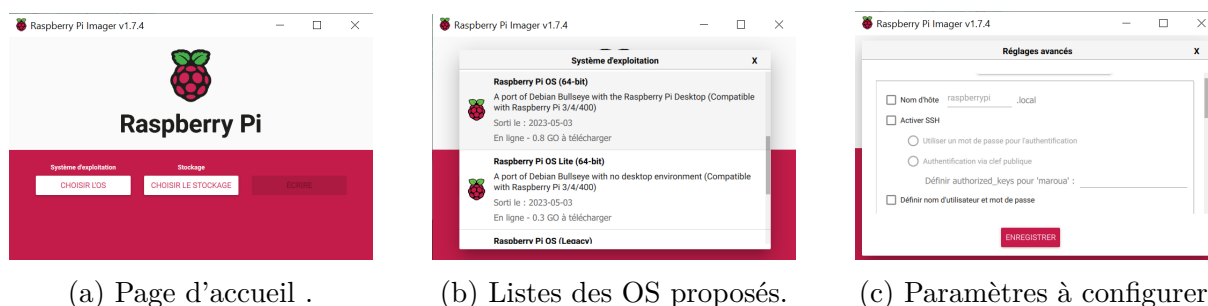 Raspberry Pi Imager v1.7.4
Raspberry Pi
Système d'exploitation
Stockage
CHOISIR L'OS
CHOISIR LE STOCKAGE
ÉCRIRE
(a) Page d'accueil .
Raspberry Pi Imager v1.7.4
Système d'exploitation
X
Raspberry Pi OS (64-bit)
A port of Debian Bullseye with the Raspberry Pi Desktop (Compatible
with Raspberry Pi 3/4/400)
Sorti le : 2023-05-03
En ligne - 0.8 GO à télécharger
Raspberry Pi OS Lite (64-bit)
A port of Debian Bullseye with no desktop environment (Compatible
with Raspberry Pi 3/4/400)
Sorti le : 2023-05-03
En ligne - 0.3 GO à télécharger
Raspberry Pi OS (Legacy)
(b) Listes des OS proposés.
Raspberry Pi Imager v1.7.4
Réglages avancés
X
Nom d'hôte raspberrypi .local
Activer SSH
Utiliser un mot de passe pour l'authentification
Authentification via clef publique
Définir authorized_keys pour 'maroua' :
Définir nom d'utilisateur et mot de passe
ENREGISTRER
(c) Paramètres à configurer